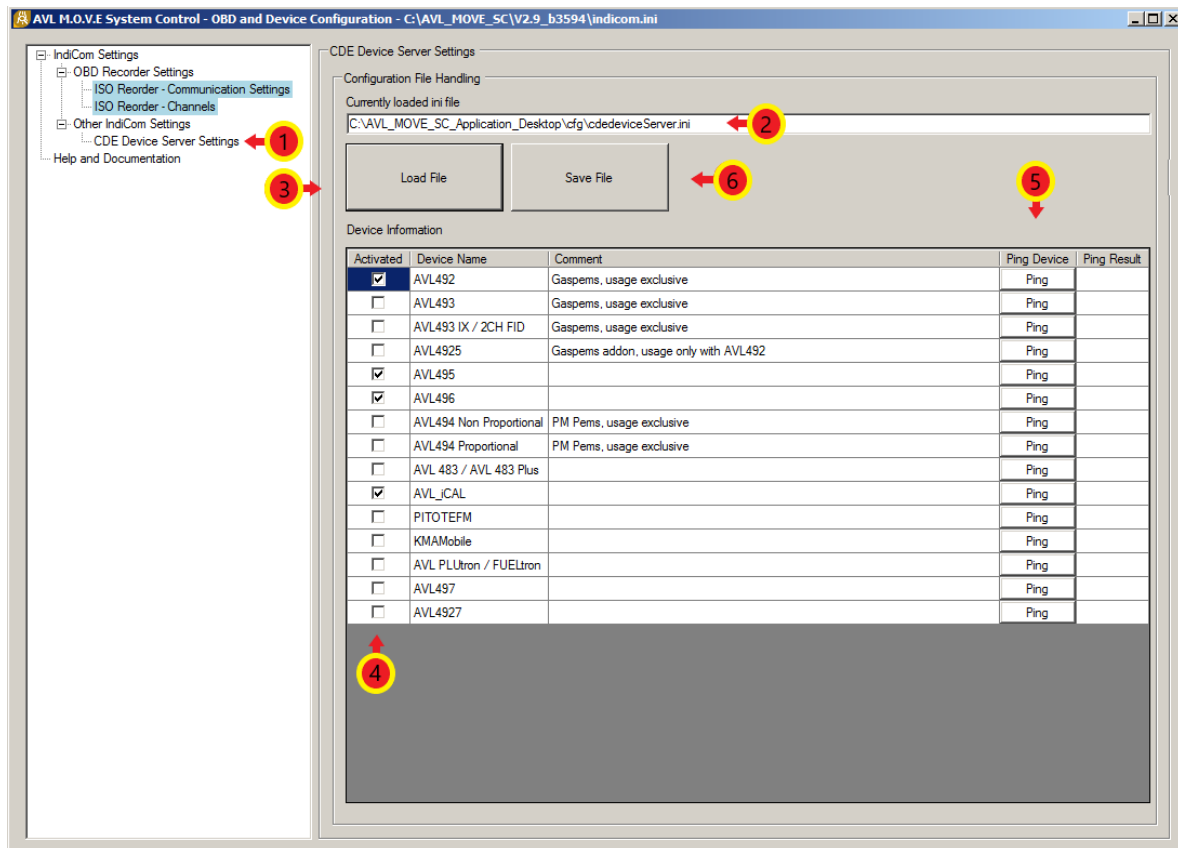 AVL M.O.V.E System Control - OBD and Device Configuration - C:\AVL_MOVE_SC\V2.9_b3594\indicom.ini
IndiCom Settings
OBD Recorder Settings
ISO Reorder - Communication Settings
ISO Reorder - Channels
Other IndiCom Settings
CDE Device Server Settings
1
Help and Documentation
CDE Device Server Settings
Configuration File Handling
Currently loaded ini file
C:\AVL_MOVE_SC_Application_Desktop\cfg\cdedeviceServer.ini
2
3
Load File
Save File
6
5
Device Information
Activated Device Name Comment Ping Device Ping Result
AVL492 Gaspems, usage exclusive Ping
AVL493 Gaspems, usage exclusive Ping
AVL493 IX / 2CH FID Gaspems, usage exclusive Ping
AVL4925 Gaspems addon, usage only with AVL492 Ping
AVL495 Ping
AVL496 Ping
AVL494 Non Proportional PM Pems, usage exclusive Ping
AVL494 Proportional PM Pems, usage exclusive Ping
AVL 483 / AVL 483 Plus Ping
AVL_iCAL Ping
PITOTEFM Ping
KMAMobile Ping
AVL PLUtron / FUELtron Ping
AVL497 Ping
AVL4927 Ping
4